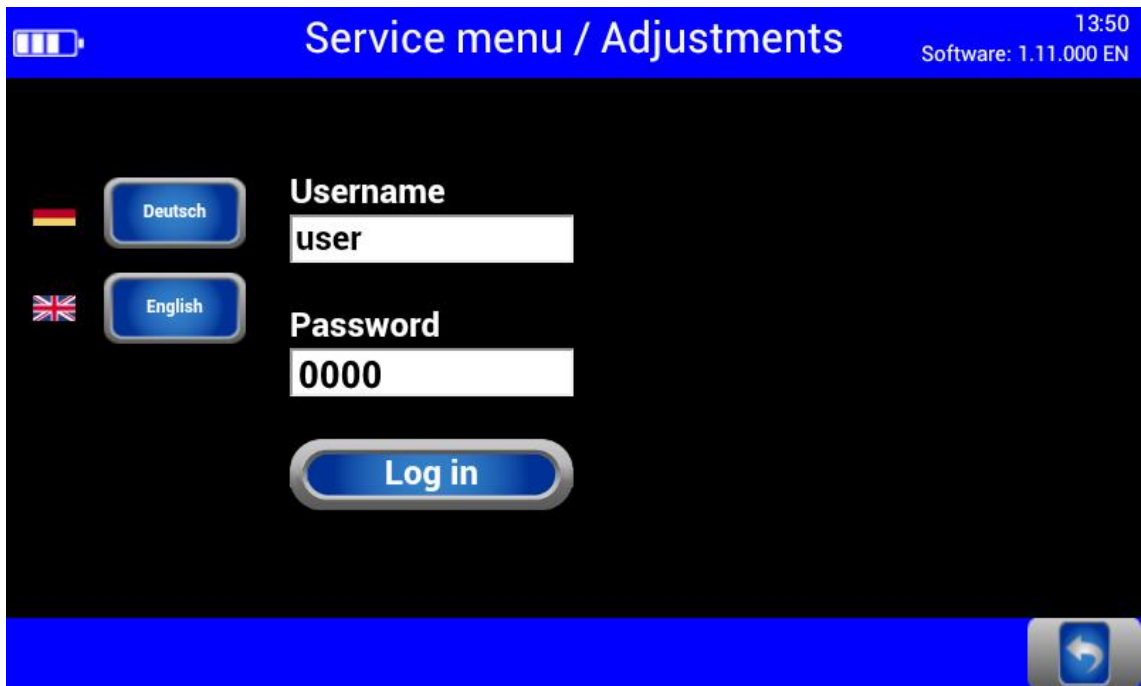 Service menu / Adjustments
13:50
Software: 1.11.000 EN
Deutsch
English
Username
user
Password
0000
Log in